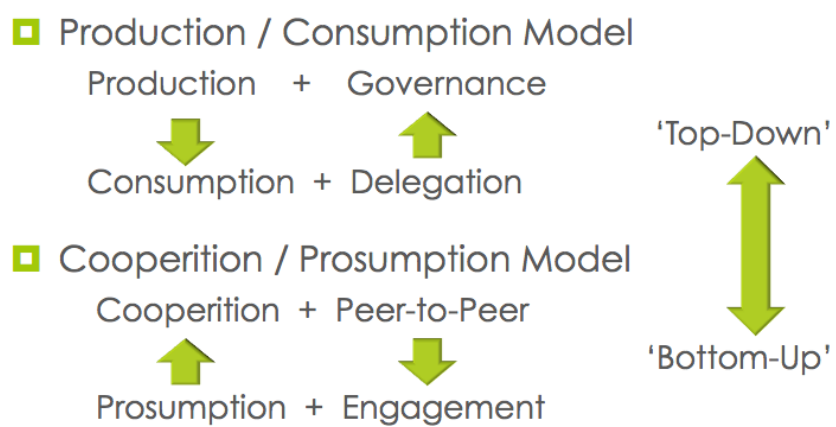 Production / Consumption Model
Production + Governance
Consumption + Delegation
Cooperition / Prosumption Model
Cooperition + Peer-to-Peer
Prosumption + Engagement
‘Top-Down’
‘Bottom-Up’